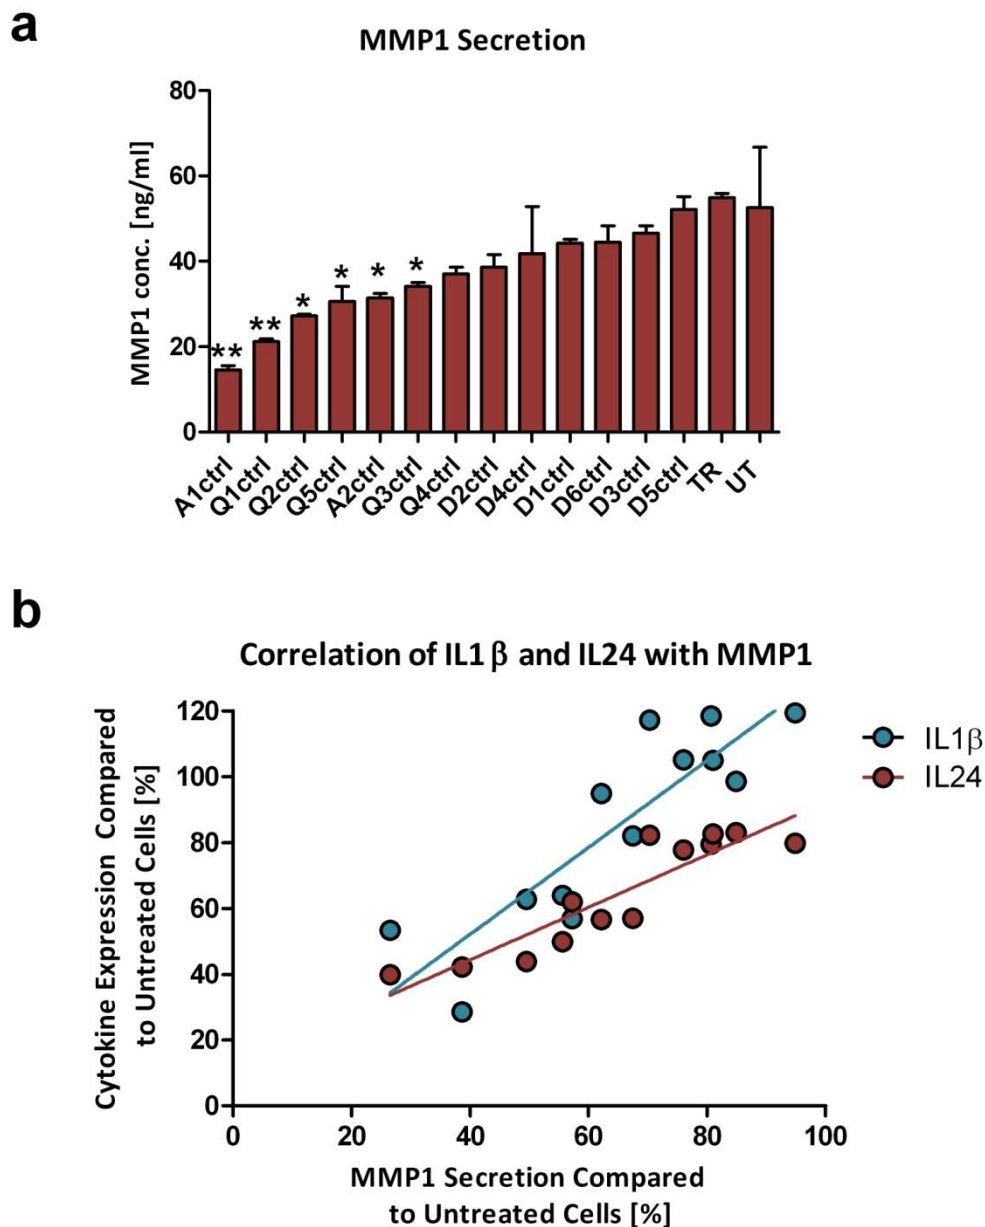 a
MMP1 Secretion
MMP1 conc. [ng/ml]
80
60
40
20
0
** ** * * * *
A1ctrl Q1ctrl Q2ctrl Q5ctrl A2ctrl Q3ctrl Q4ctrl D2ctrl D4ctrl D1ctrl D6ctrl D3ctrl D5ctrl TR UT
b
Correlation of IL1β and IL24 with MMP1
Cytokine Expression Compared
to Untreated Cells [%]
120
100
80
60
40
20
0
0 20 40 60 80 100
MMP1 Secretion Compared
to Untreated Cells [%]
IL1β
IL24